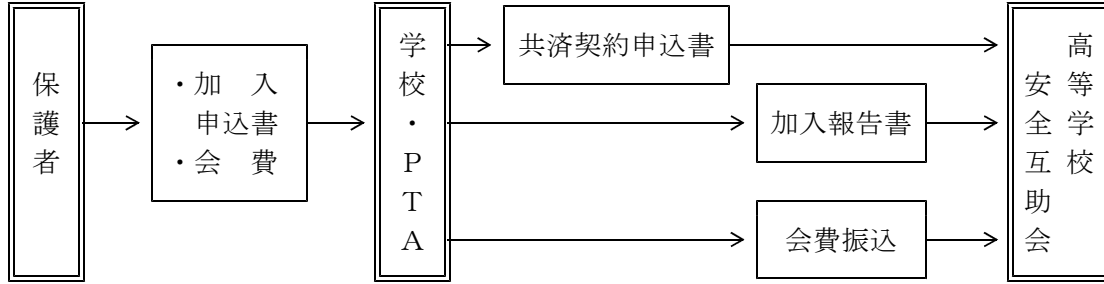 保護者
・加　入
申込書
・会　費
学校・PTA
共済契約申込書
加入報告書
会費振込
高等学校
安全互助会